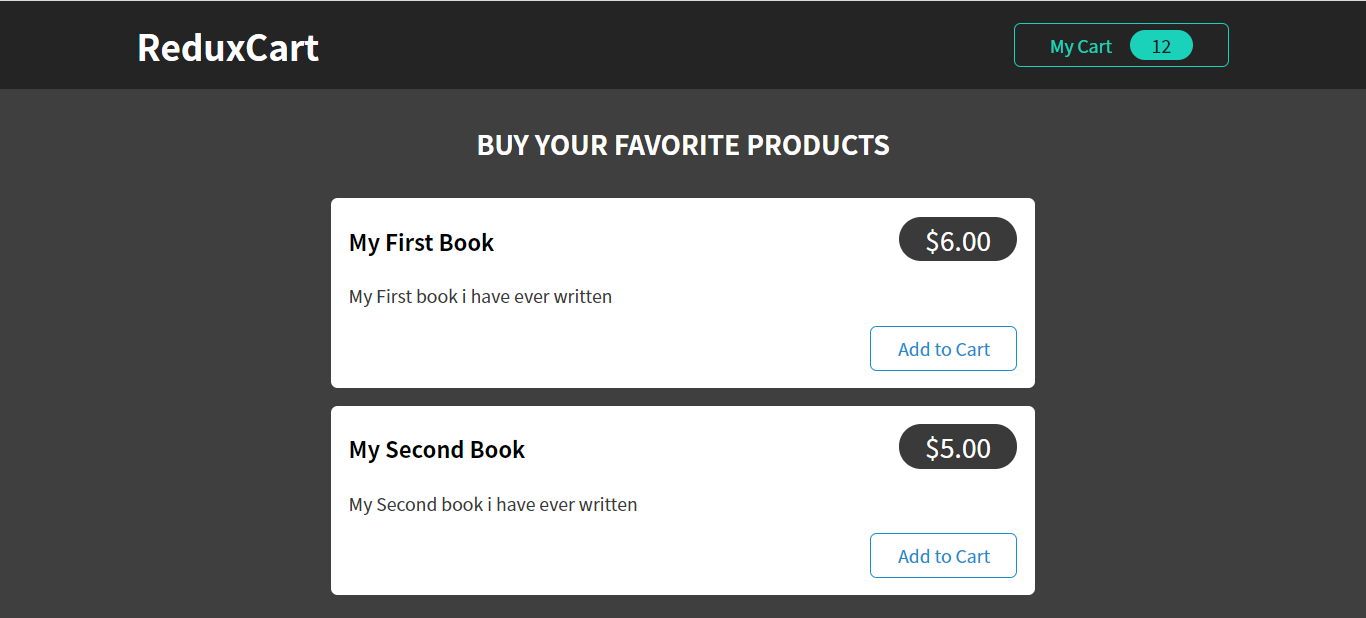 ReduxCart
My Cart 12
BUY YOUR FAVORITE PRODUCTS
My First Book
$6.00
My First book i have ever written
Add to Cart
My Second Book
$5.00
My Second book i have ever written
Add to Cart